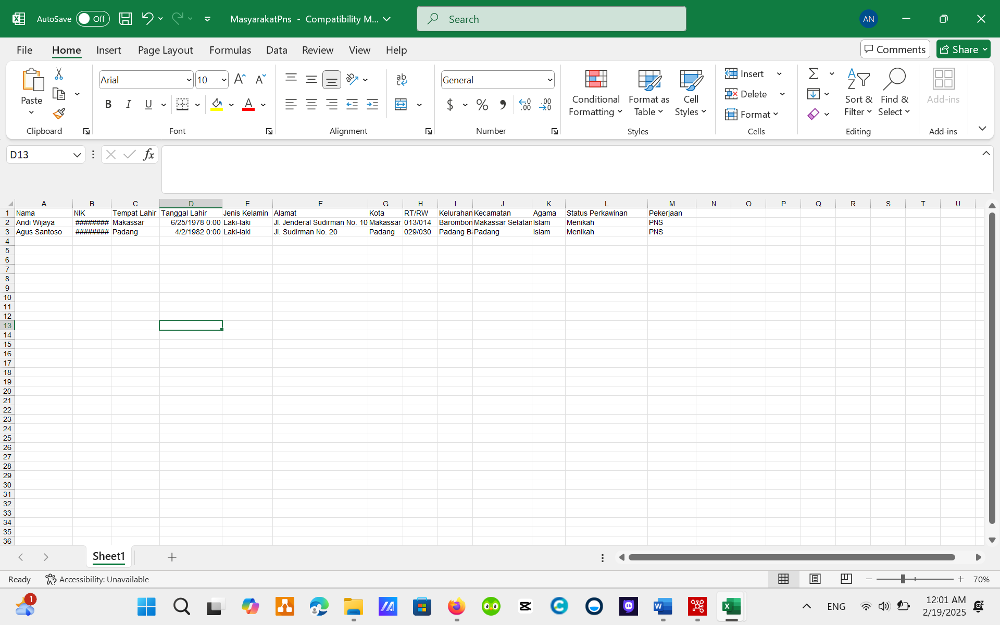 AutoSave Off MasyarakatPns - Compatibility M... Search AN
File Home Insert Page Layout Formulas Data Review View Help Comments Share
Paste Arial 10 General Conditional Formatting Format as Table Cell Styles Insert Delete Format Sort & Filter Find & Select Add-ins
B I U A $ % ab
Clipboard Font Alignment Number Styles Cells Editing Add-ins
D13 fx
A B C D E F G H I J K L M N O P Q R S T U
1 Nama NIK Tempat Lahir Tanggal Lahir Jenis Kelamin Alamat Kota RT/RW Kelurahan Kecamatan Agama Status Perkawinan Pekerjaan
2 Andi Wijaya ######## Makassar 6/25/1978 0:00 Laki-laki Jl. Jenderal Sudirman No. 10 Makassar 013/014 Barombon Makassar Selatan Islam Menikah PNS
3 Agus Santoso ######## Padang 4/2/1982 0:00 Laki-laki Jl. Sudirman No. 20 Padang 029/030 Padang Ba Padang Islam Menikah PNS
4
5
6
7
8
9
10
11
12
13
14
15
16
17
18
19
20
21
22
23
24
25
26
27
28
29
30
31
32
33
34
35
36
Sheet1
Ready Accessibility: Unavailable 70%
1 ENG 12:01 AM
2/19/2025